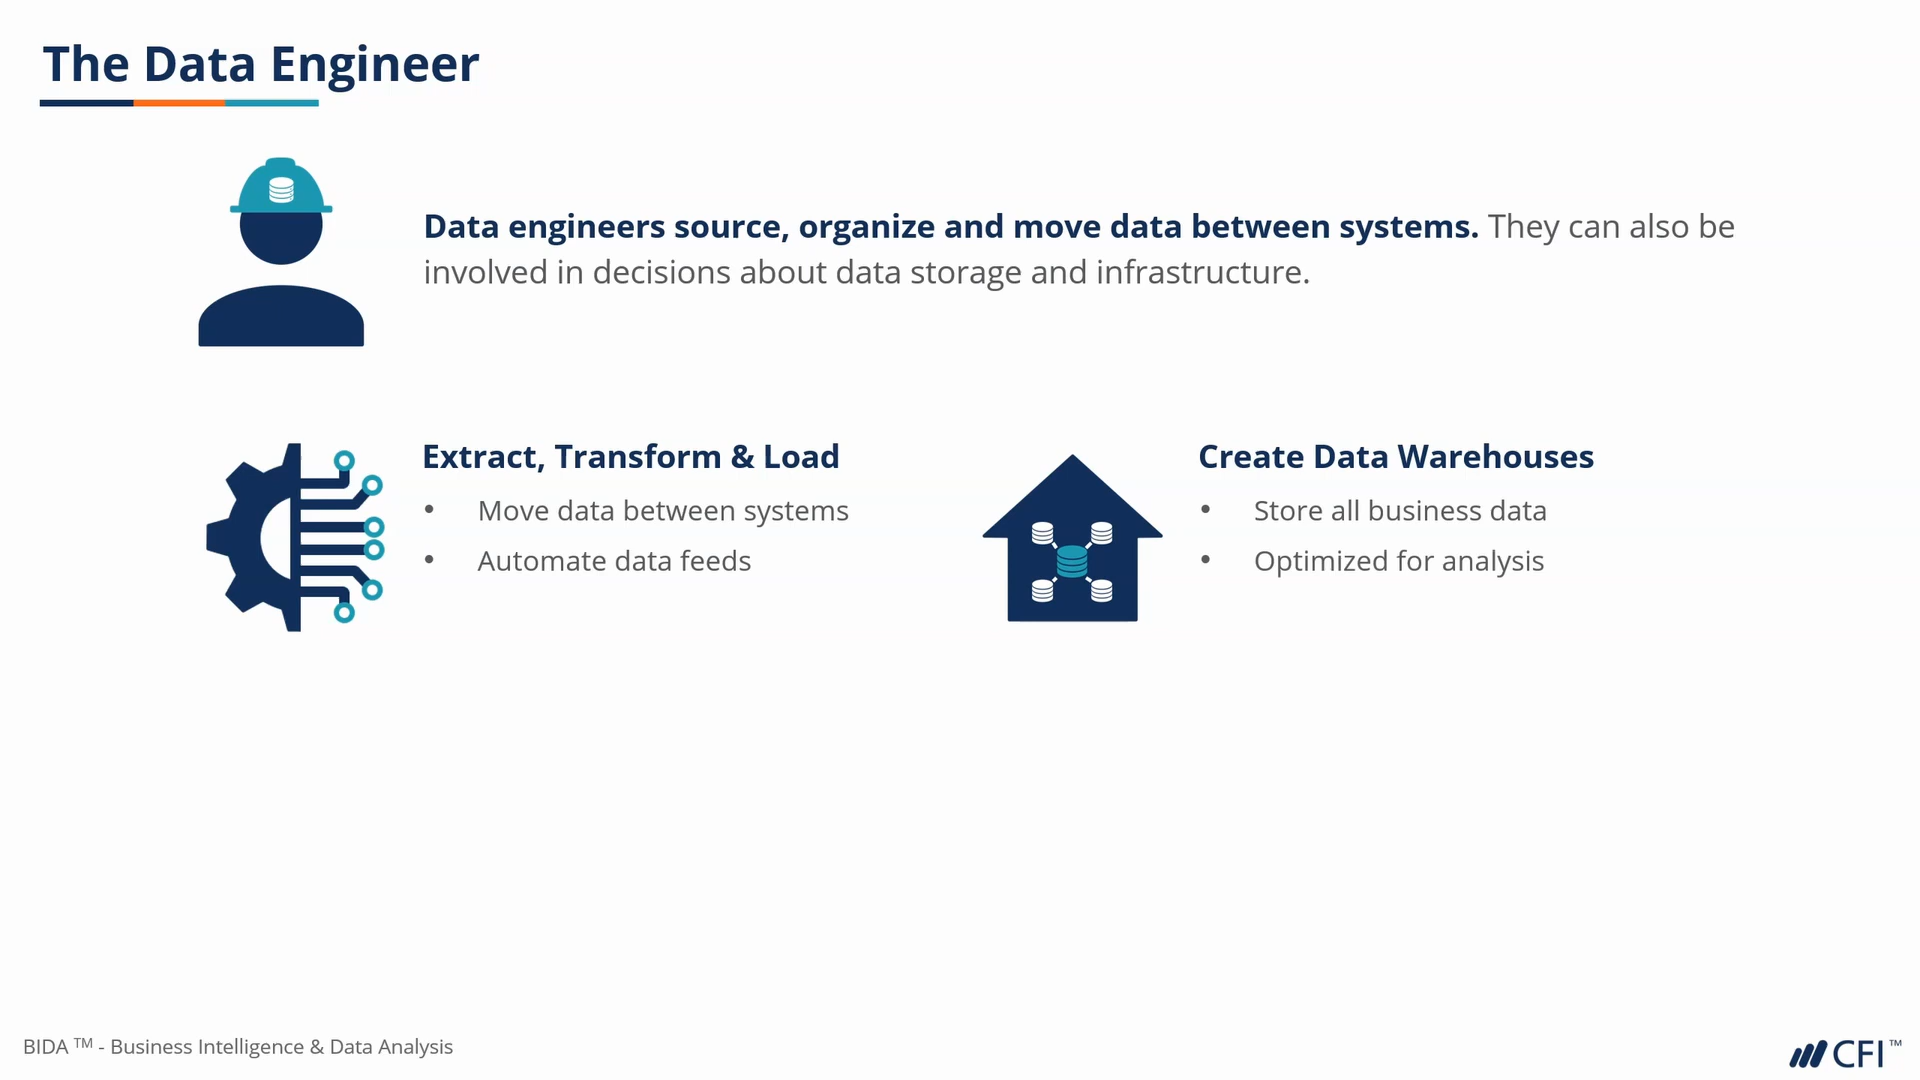 The Data Engineer
Data engineers source, organize and move data between systems. They can also be
involved in decisions about data storage and infrastructure.
Extract, Transform & Load
• Move data between systems
• Automate data feeds
Create Data Warehouses
• Store all business data
• Optimized for analysis
BIDA TM - Business Intelligence & Data Analysis
CFI™